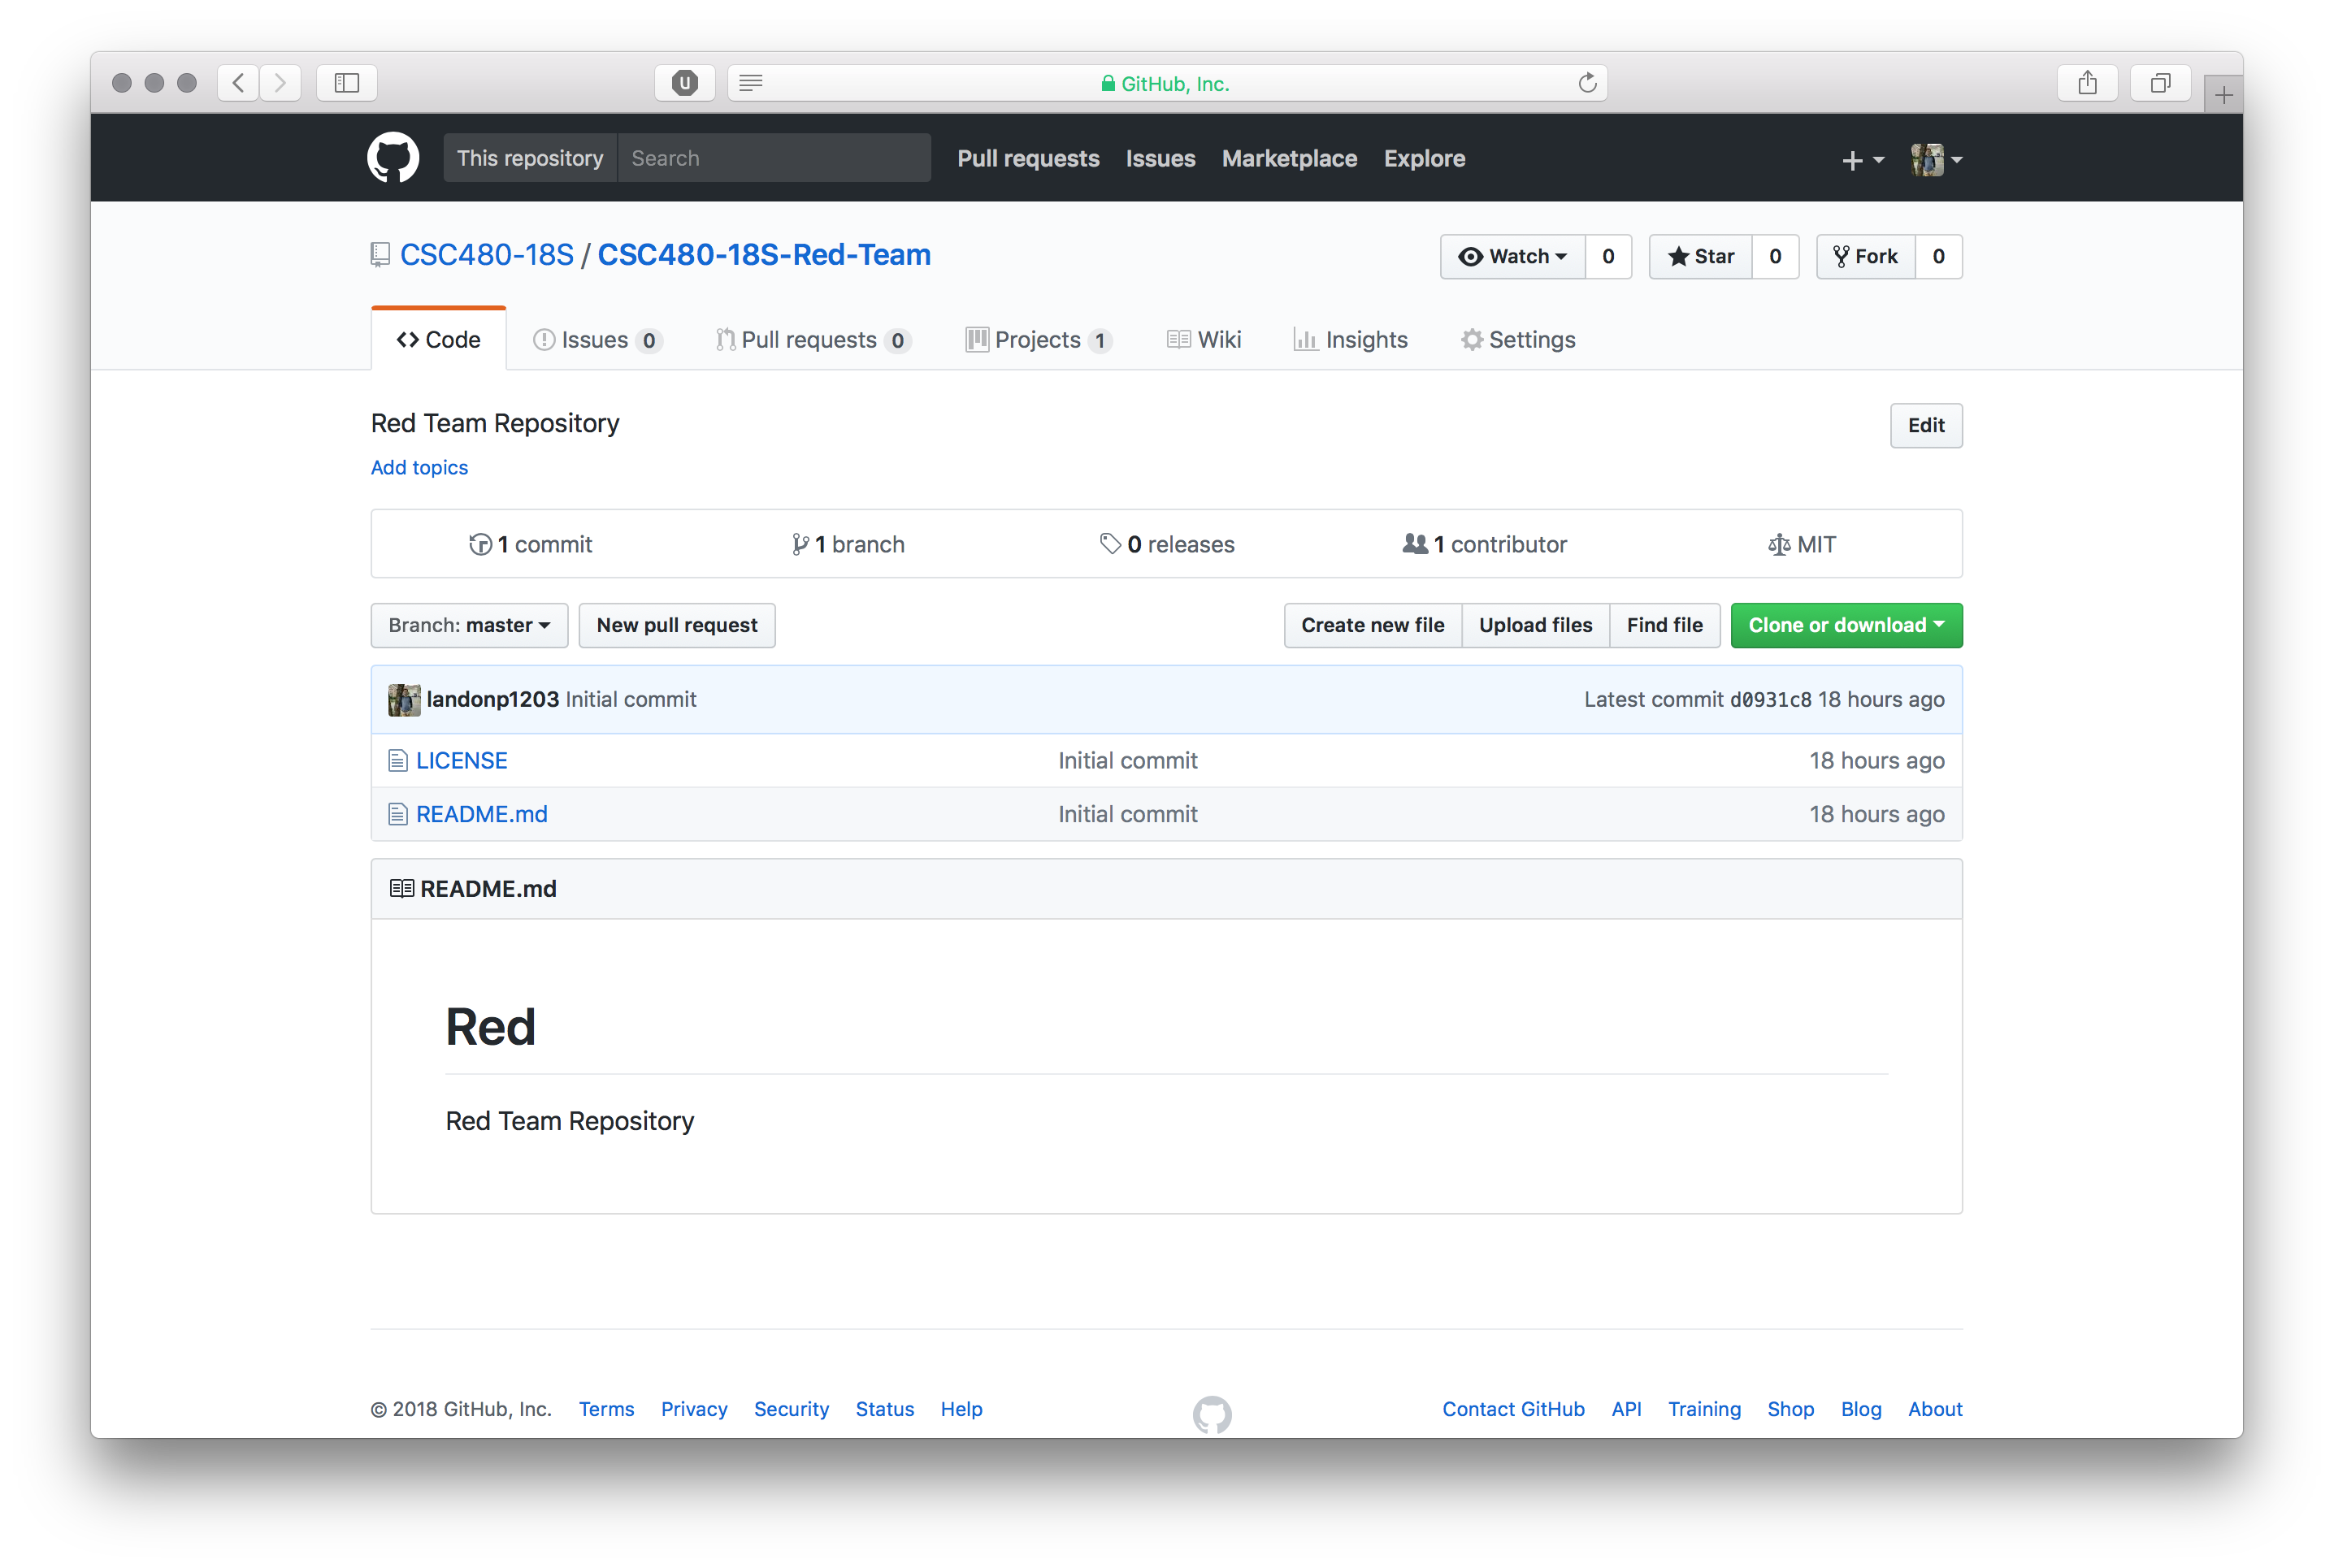 GitHub, Inc.
This repository Search Pull requests Issues Marketplace Explore
CSC480-18S / CSC480-18S-Red-Team Watch 0 Star 0 Fork 0
Code Issues 0 Pull requests 0 Projects 1 Wiki Insights Settings
Red Team Repository Edit
Add topics
1 commit 1 branch 0 releases 1 contributor MIT
Branch: master New pull request Create new file Upload files Find file Clone or download
landonp1203 Initial commit Latest commit d0931c8 18 hours ago
LICENSE Initial commit 18 hours ago
README.md Initial commit 18 hours ago
README.md
Red
Red Team Repository
© 2018 GitHub, Inc. Terms Privacy Security Status Help Contact GitHub API Training Shop Blog About